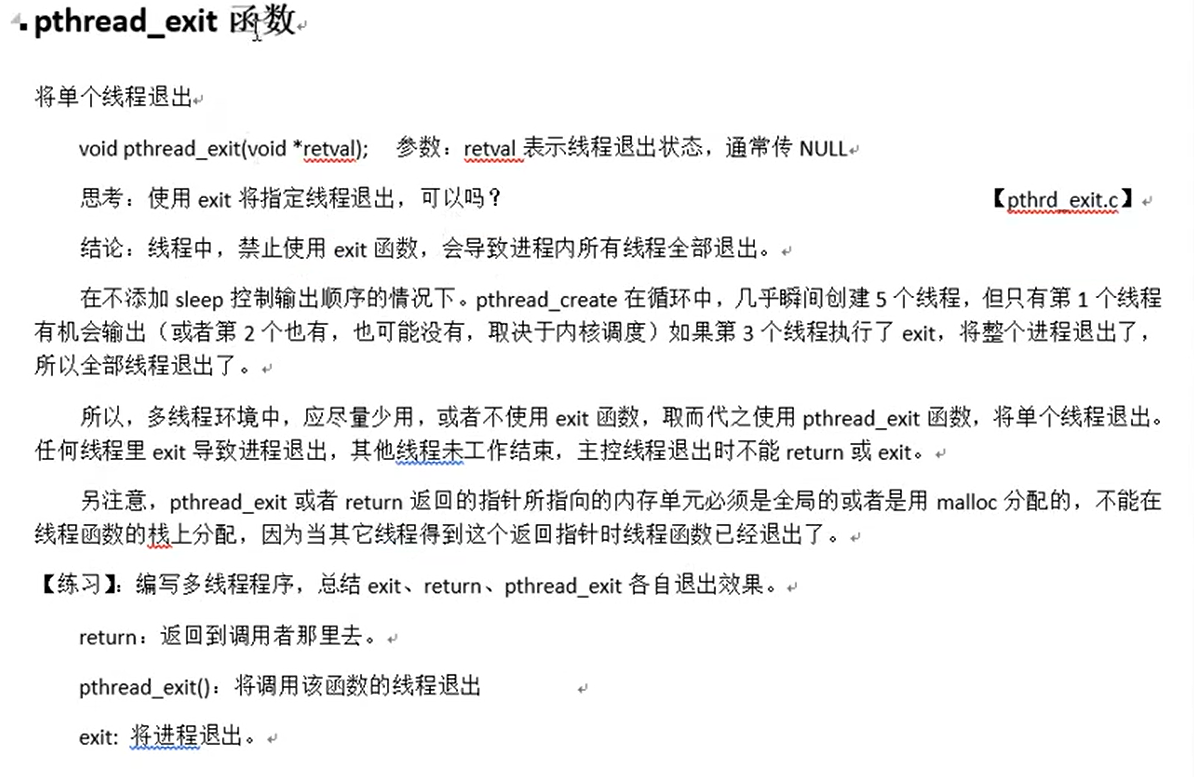 pthread_exit 函数
将单个线程退出
void pthread_exit(void *retval); 参数：retval 表示线程退出状态，通常传 NULL
思考：使用 exit 将指定线程退出，可以吗？ 【pthrd_exit.c】
结论：线程中，禁止使用 exit 函数，会导致进程内所有线程全部退出。
在不添加 sleep 控制输出顺序的情况下。pthread_create 在循环中，几乎瞬间创建 5 个线程，但只有第 1 个线程
有机会输出（或者第 2 个也有，也可能没有，取决于内核调度）如果第 3 个线程执行了 exit，将整个进程退出了，
所以全部线程退出了。
所以，多线程环境中，应尽量少用，或者不使用 exit 函数，取而代之使用 pthread_exit 函数，将单个线程退出。
任何线程里 exit 导致进程退出，其他线程未工作结束，主控线程退出时不能 return 或 exit。
另注意，pthread_exit 或者 return 返回的指针所指向的内存单元必须是全局的或者是用 malloc 分配的，不能在
线程函数的栈上分配，因为当其它线程得到这个返回指针时线程函数已经退出了。
【练习】：编写多线程程序，总结 exit、return、pthread_exit 各自退出效果。
return：返回到调用者那里去。
pthread_exit()：将调用该函数的线程退出
exit: 将进程退出。